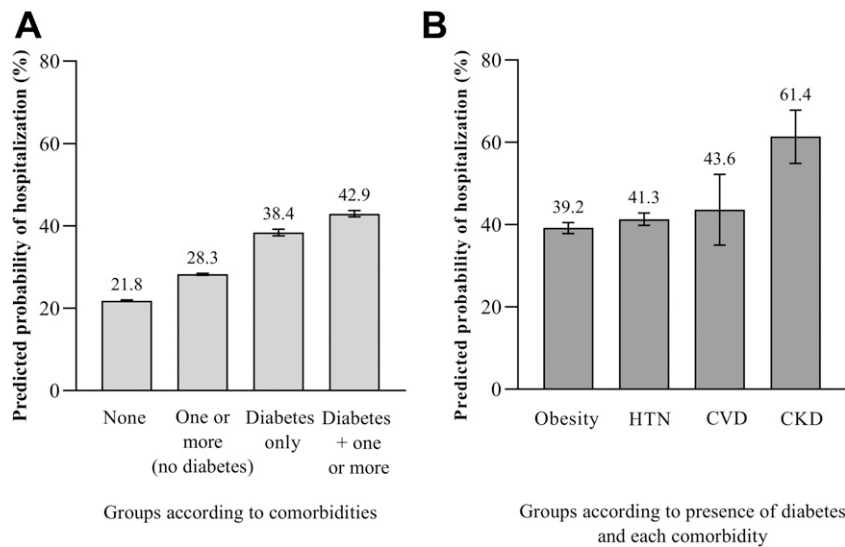 A
Predicted probability of hospitalization (%)
80
60
40
20
0
21.8
28.3
38.4
42.9
None
One or
more
(no diabetes)
Diabetes
only
Diabetes
+ one
or more
Groups according to comorbidities
B
Predicted probability of hospitalization (%)
80
60
40
20
0
39.2
41.3
43.6
61.4
Obesity
HTN
CVD
CKD
Groups according to presence of diabetes
and each comorbidity